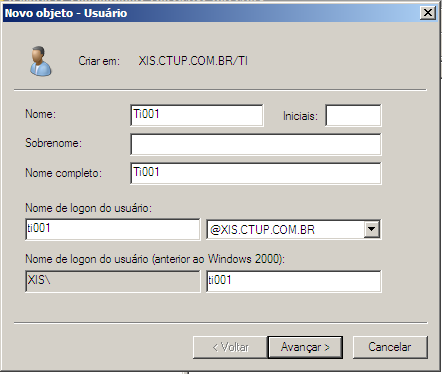 Novo objeto - Usuário
Criar em: XIS.CTUP.COM.BR/TI
Nome: Ti001 Iniciais:
Sobrenome:
Nome completo: Ti001
Nome de logon do usuário:
ti001 @XIS.CTUP.COM.BR
Nome de logon do usuário (anterior ao Windows 2000):
XIS\ ti001
< Voltar Avançar > Cancelar